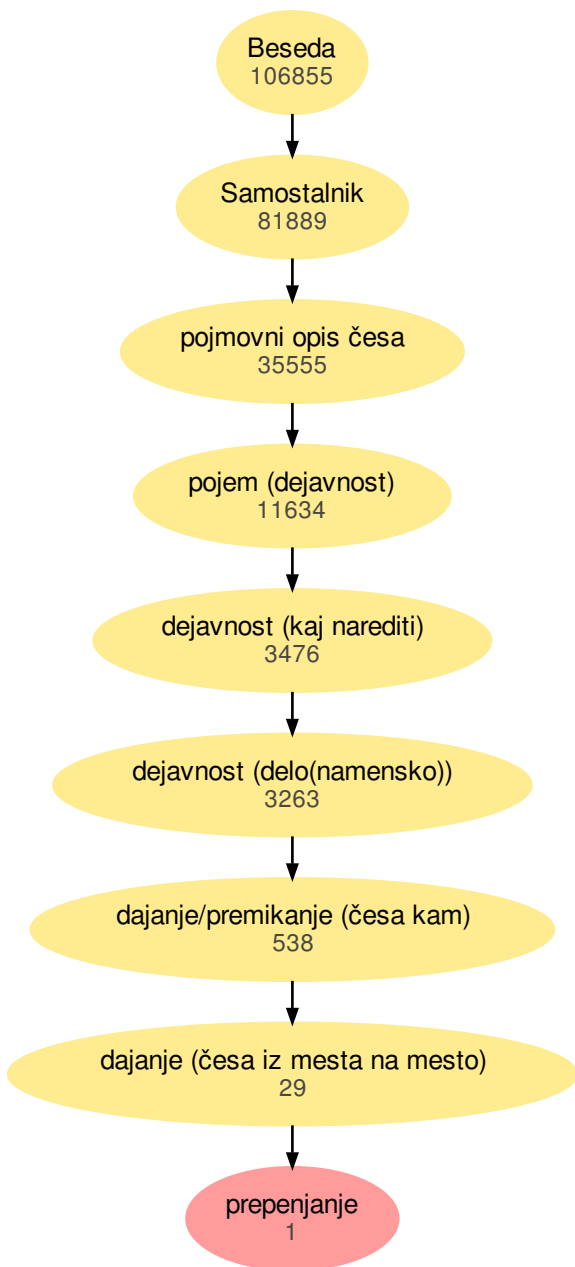 Beseda
106855
Samostalnik
81889
pojmovni opis česa
35555
pojem (dejavnost)
11634
dejavnost (kaj narediti)
3476
dejavnost (delo(namensko))
3263
dajanje/premikanje (česa kam)
538
dajanje (česa iz mesta na mesto)
29
prepenjanje
1